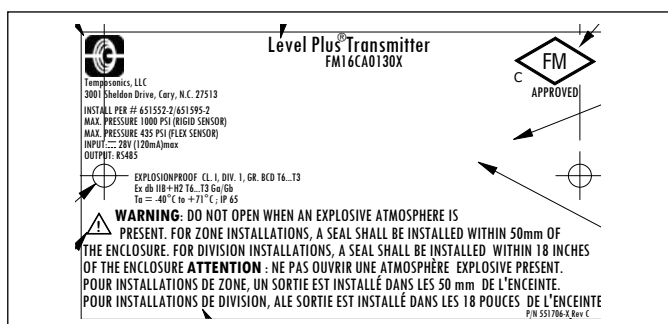 Level Plus® Transmitter
FM16CA0130X
FM
C
APPROVED
Temposonics, LLC
3001 Sheldon Drive, Cary, N.C. 27513
INSTALL PER # 651552-2/651595-2
MAX. PRESSURE 1000 PSI (RIGID SENSOR)
MAX. PRESSURE 435 PSI (FLEX SENSOR)
INPUT: ⎓ 28V (120mA)max
OUTPUT: RS485
EXPLOSIONPROOF CL. I, DIV. 1, GR. BCD T6...T3
Ex db IIB+H2 T6...T3 Ga/Gb
Ta = -40°C to +71°C ; IP 65
WARNING: DO NOT OPEN WHEN AN EXPLOSIVE ATMOSPHERE IS
PRESENT. FOR ZONE INSTALLATIONS, A SEAL SHALL BE INSTALLED WITHIN 50mm OF
THE ENCLOSURE. FOR DIVISION INSTALLATIONS, A SEAL SHALL BE INSTALLED WITHIN 18 INCHES
OF THE ENCLOSURE ATTENTION : NE PAS OUVRIR UNE ATMOSPHÈRE EXPLOSIVE PRESENT.
POUR INSTALLATIONS DE ZONE, UN SORTIE EST INSTALLÉ DANS LES 50 mm DE L'ENCEINTE.
POUR INSTALLATIONS DE DIVISION, ALE SORTIE EST INSTALLÉ DANS LES 18 POUCES DE L'ENCEINTE
P/N 551706-X Rev C